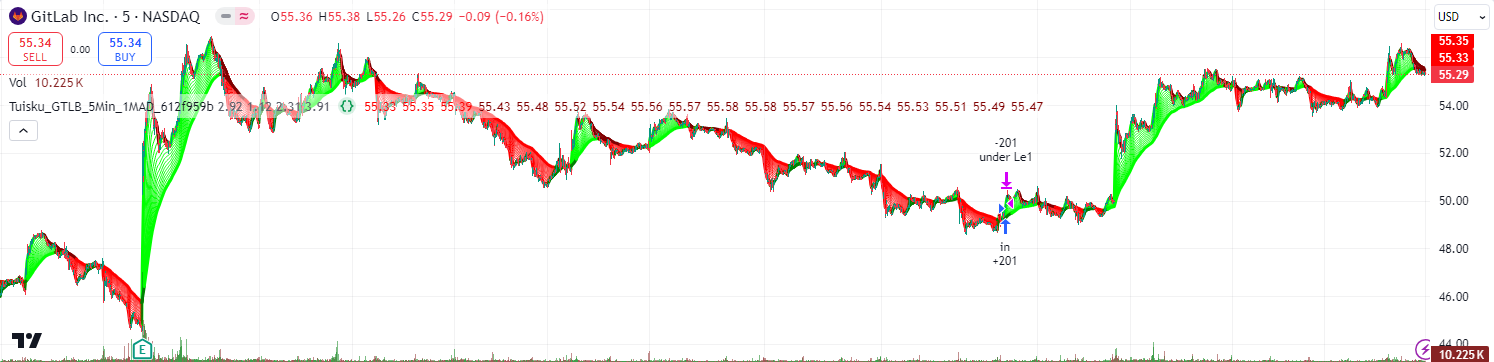 GitLab Inc. · 5 · NASDAQ O55.36 H55.38 L55.26 C55.29 −0.09 (−0.16%)
USD
55.34 SELL
0.00
55.34 BUY
Vol 10.225 K
Tuisku_GTLB_5Min_1MAD_612f959b 2.92 1.12 2.31 3.91 {} 55.33 55.35 55.39 55.43 55.48 55.52 55.54 55.56 55.57 55.58 55.58 55.57 55.56 55.54 55.53 55.51 55.49 55.47
55.35
55.33
55.29
54.00
52.00
50.00
48.00
46.00
44.00
10.225 K
-201
under Le1
in
+201
E